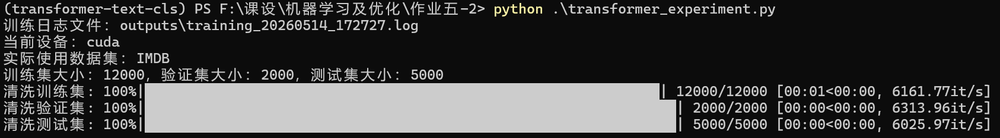 (transformer-text-cls) PS F:\课设\机器学习及优化\作业五-2> python .\transformer_experiment.py
训练日志文件: outputs\training_20260514_172727.log
当前设备: cuda
实际使用数据集: IMDB
训练集大小: 12000, 验证集大小: 2000, 测试集大小: 5000
清洗训练集: 100%|| 12000/12000 [00:01<00:00, 6161.77it/s]
清洗验证集: 100%|| 2000/2000 [00:00<00:00, 6313.96it/s]
清洗测试集: 100%|| 5000/5000 [00:00<00:00, 6025.97it/s]